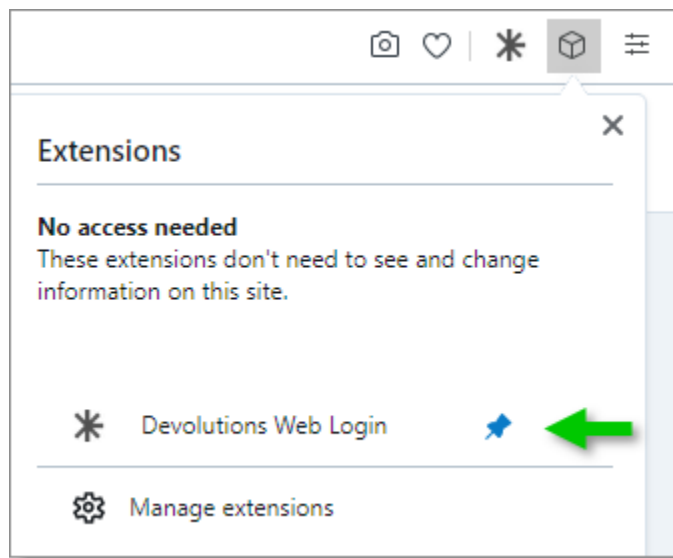 Extensions
No access needed
These extensions don't need to see and change
information on this site.
Devolutions Web Login
Manage extensions